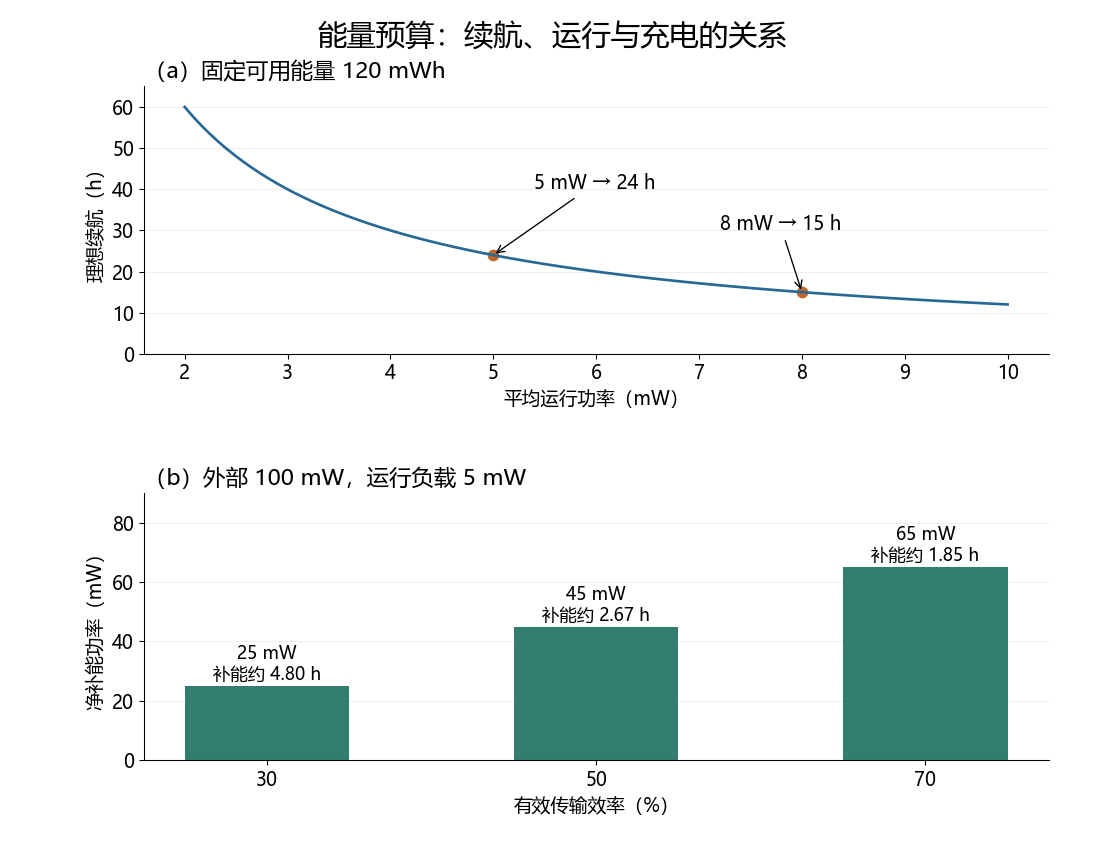 能量预算：续航、运行与充电的关系
（a）固定可用能量 120 mWh
理想续航（h）
60
50
40
30
20
10
0
5 mW → 24 h
8 mW → 15 h
2 3 4 5 6 7 8 9 10
平均运行功率（mW）
（b）外部 100 mW，运行负载 5 mW
净补能功率（mW）
80
60
40
20
0
25 mW
补能约 4.80 h
45 mW
补能约 2.67 h
65 mW
补能约 1.85 h
30 50 70
有效传输效率（%）